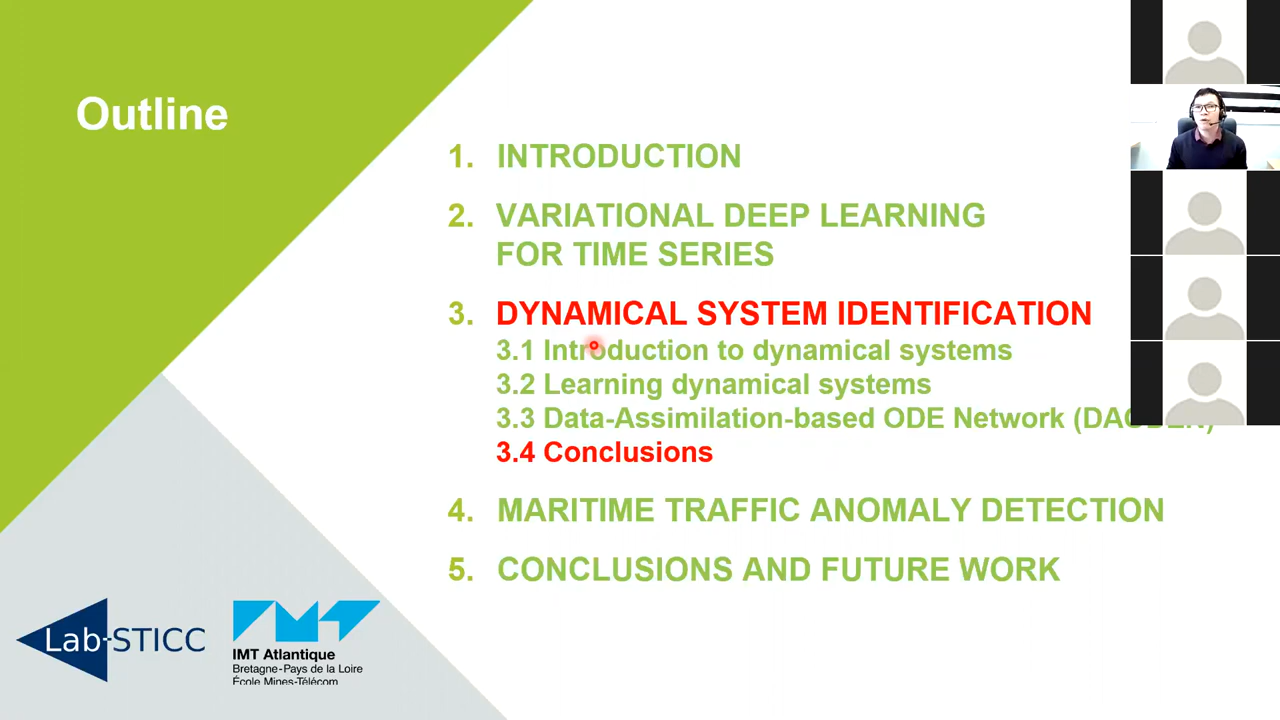 Outline
1. INTRODUCTION
2. VARIATIONAL DEEP LEARNING
FOR TIME SERIES
3. DYNAMICAL SYSTEM IDENTIFICATION
3.1 Introduction to dynamical systems
3.2 Learning dynamical systems
3.3 Data-Assimilation-based ODE Network
3.4 Conclusions
4. MARITIME TRAFFIC ANOMALY DETECTION
5. CONCLUSIONS AND FUTURE WORK
Lab-STICC
IMT Atlantique
Bretagne-Pays de la Loire
École Mines-Télécom